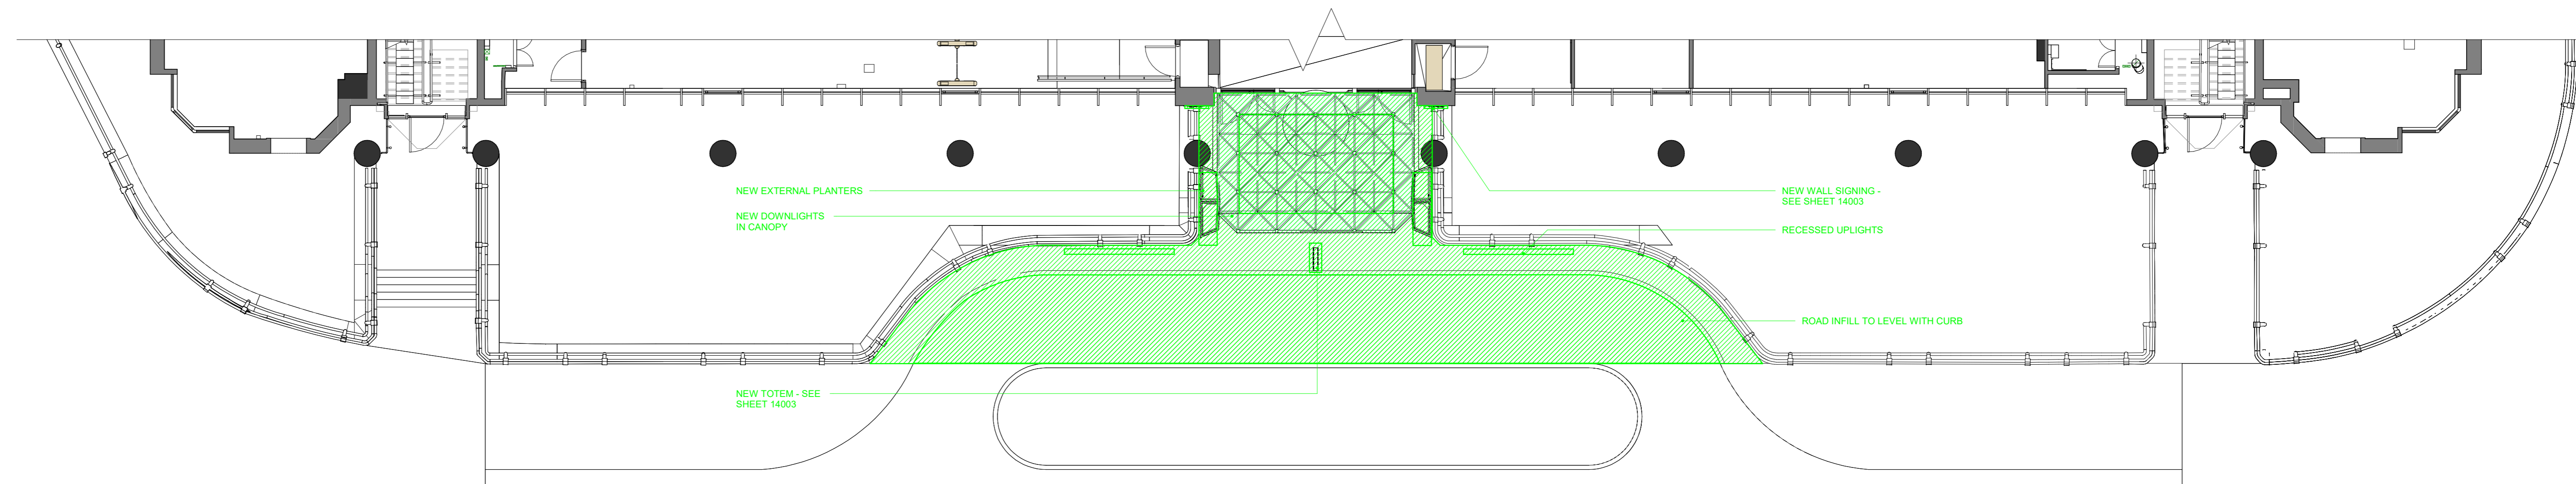 NEW EXTERNAL PLANTERS
NEW DOWNLIGHTS
IN CANOPY
NEW WALL SIGNING -
SEE SHEET 14003
RECESSED UPLIGHTS
ROAD INFILL TO LEVEL WITH CURB
NEW TOTEM - SEE
SHEET 14003